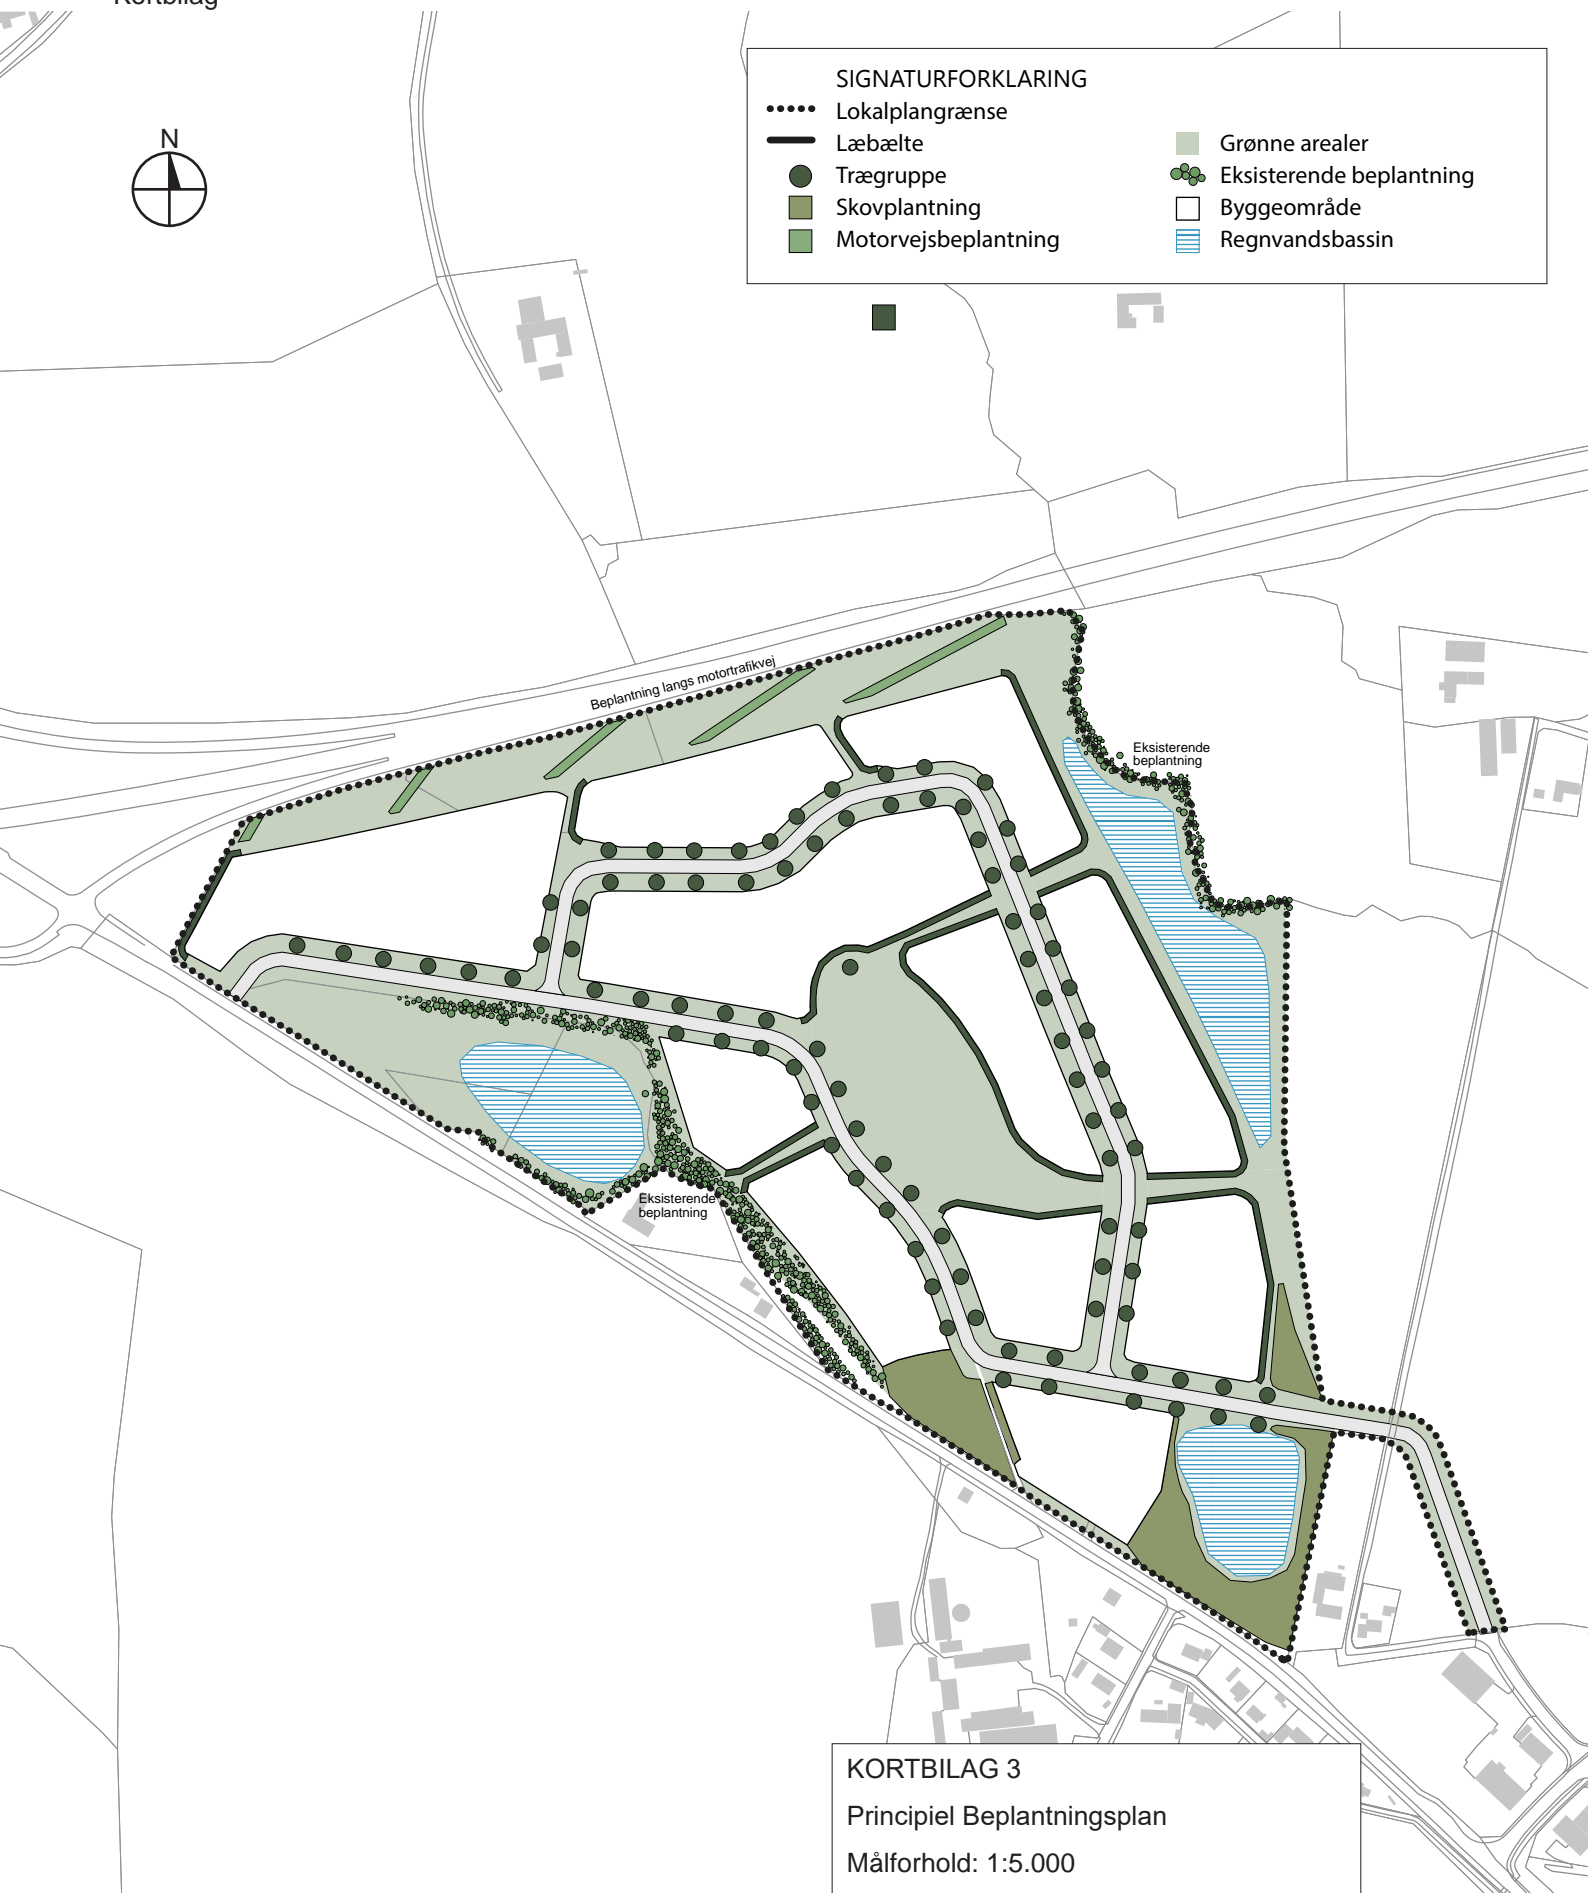 Kortbilag
SIGNATURFORKLARING
Lokalplangrænse
Læbælte
Trægruppe
Skovplantning
Motorvejsbeplantning
Grønne arealer
Eksisterende beplantning
Byggeområde
Regnvandsbassin
N
Beplantning langs motortrafikvej
Eksisterende
beplantning
Eksisterende
beplantning
KORTBILAG 3
Principiel Beplantningsplan
Målforhold: 1:5.000